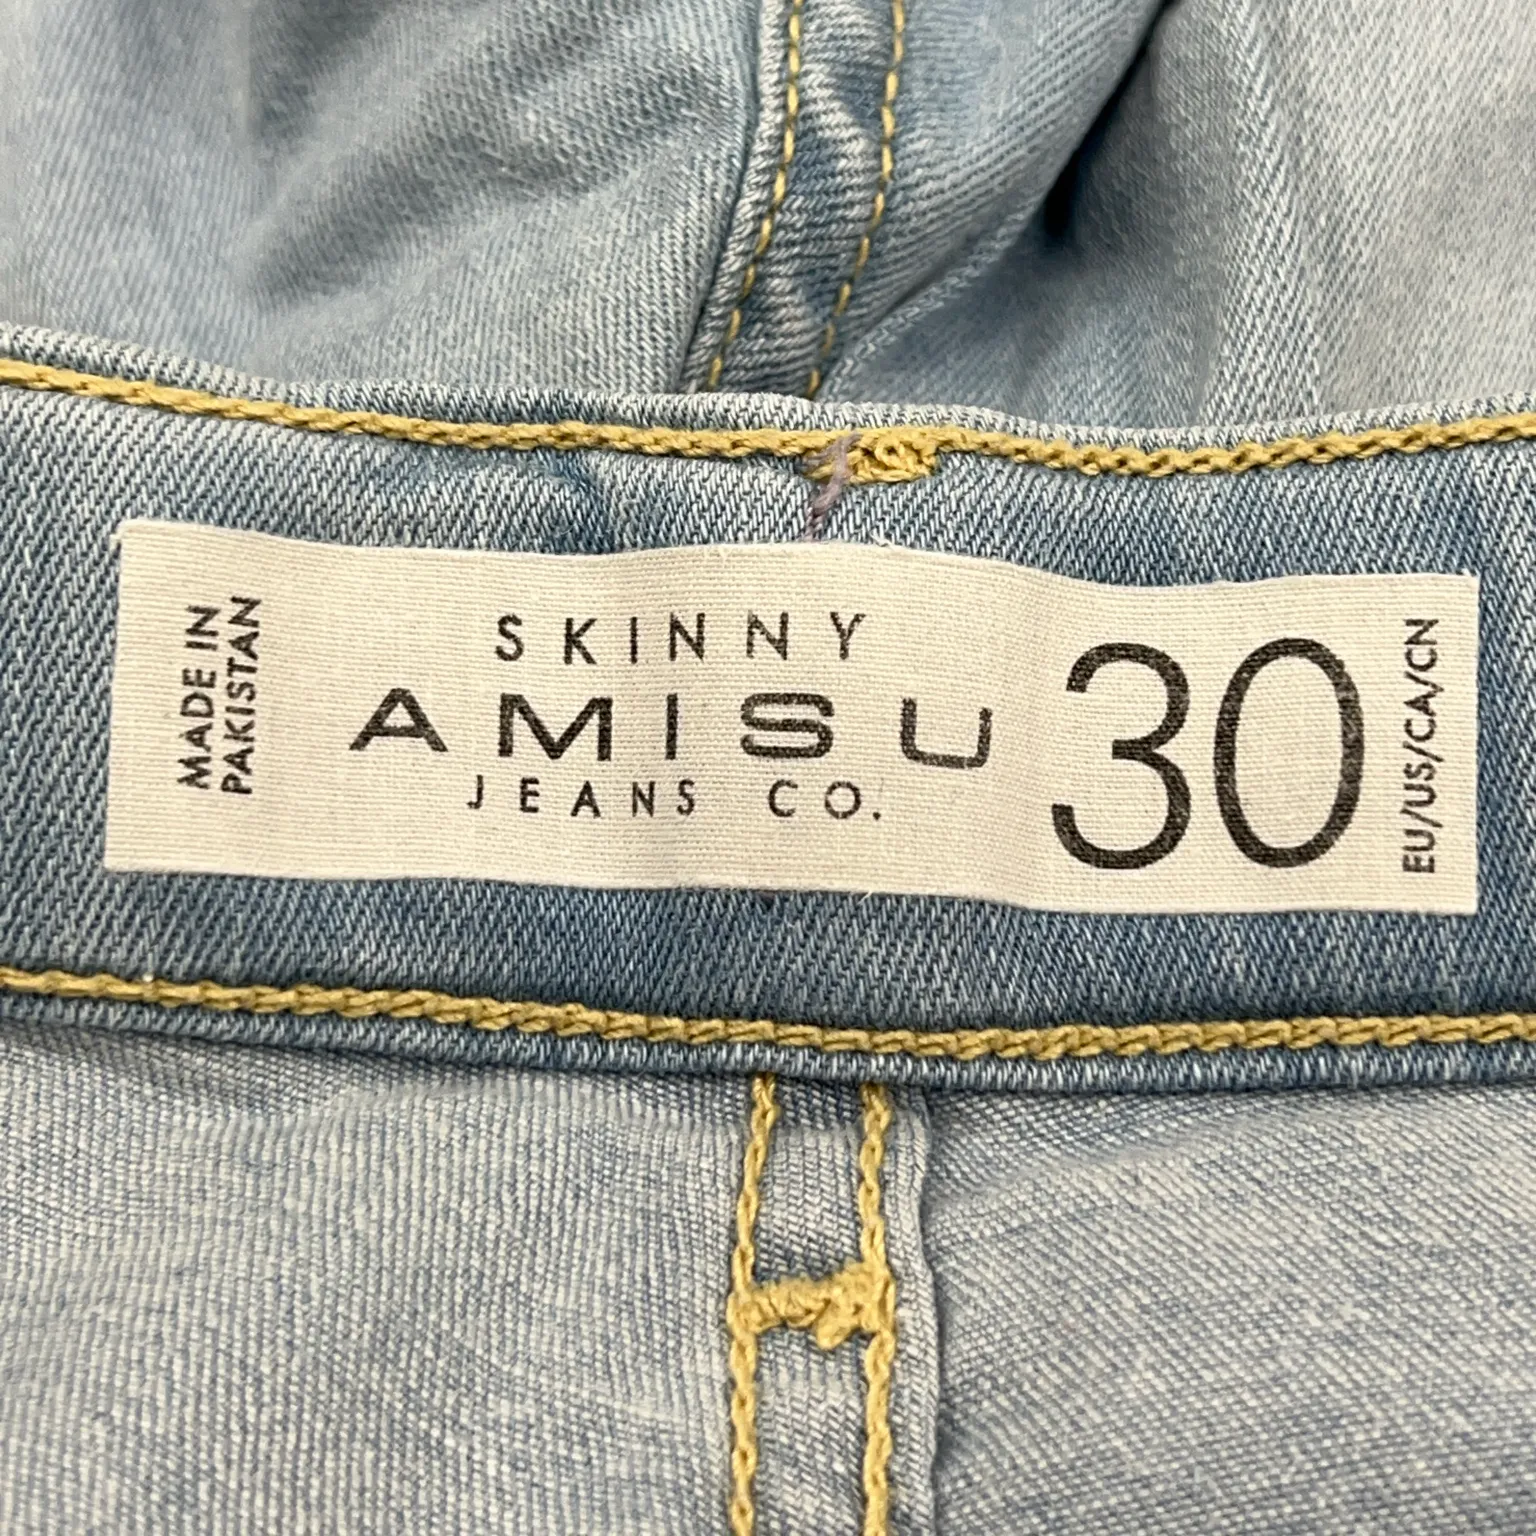 MADE IN
PAKISTAN
SKINNY
AMISU
JEANS CO.
30
EU/US/CA/CN